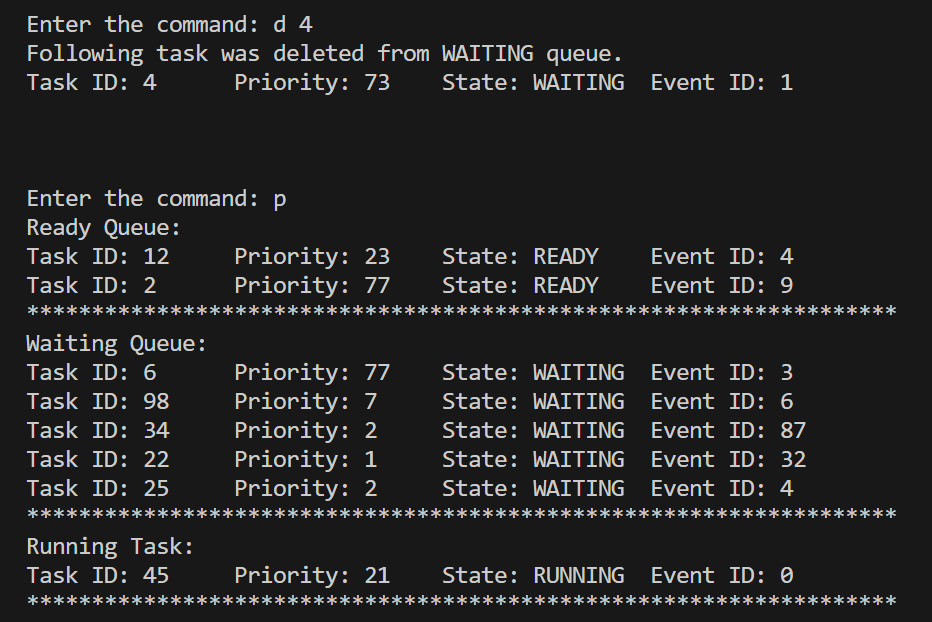 Enter the command: d 4
Following task was deleted from WAITING queue.
Task ID: 4      Priority: 73    State: WAITING  Event ID: 1
Enter the command: p
Ready Queue:
Task ID: 12     Priority: 23    State: READY    Event ID: 4
Task ID: 2      Priority: 77    State: READY    Event ID: 9
*******************************************************************
Waiting Queue:
Task ID: 6      Priority: 77    State: WAITING  Event ID: 3
Task ID: 98     Priority: 7     State: WAITING  Event ID: 6
Task ID: 34     Priority: 2     State: WAITING  Event ID: 87
Task ID: 22     Priority: 1     State: WAITING  Event ID: 32
Task ID: 25     Priority: 2     State: WAITING  Event ID: 4
*******************************************************************
Running Task:
Task ID: 45     Priority: 21    State: RUNNING  Event ID: 0
*******************************************************************